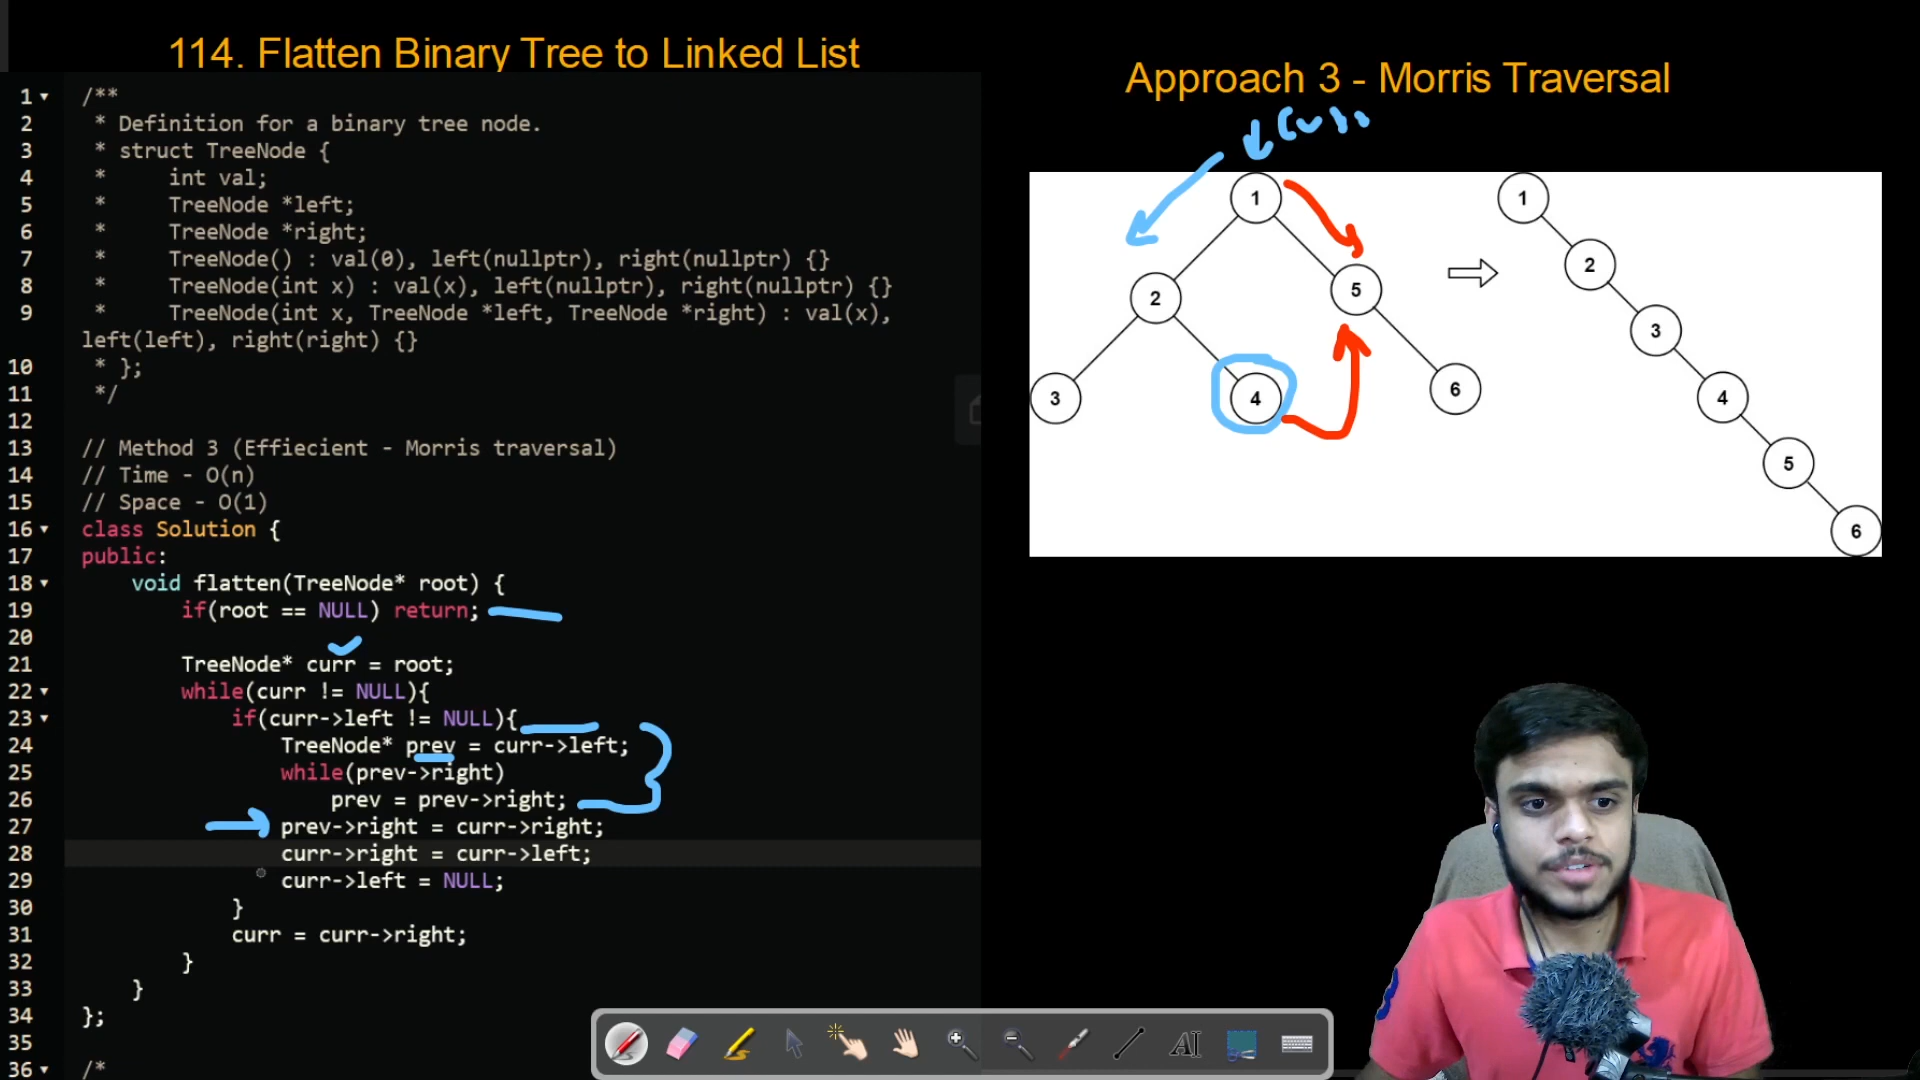 114. Flatten Binary Tree to Linked List
1 /**
2 * Definition for a binary tree node.
3 * struct TreeNode {
4 *     int val;
5 *     TreeNode *left;
6 *     TreeNode *right;
7 *     TreeNode() : val(0), left(nullptr), right(nullptr) {}
8 *     TreeNode(int x) : val(x), left(nullptr), right(nullptr) {}
9 *     TreeNode(int x, TreeNode *left, TreeNode *right) : val(x),
left(left), right(right) {}
10 * };
11 */
12
13 // Method 3 (Effiecient - Morris traversal)
14 // Time - O(n)
15 // Space - O(1)
16 class Solution {
17 public:
18     void flatten(TreeNode* root) {
19         if(root == NULL) return;
20
21         TreeNode* curr = root;
22         while(curr != NULL){
23             if(curr->left != NULL){
24                 TreeNode* prev = curr->left;
25                 while(prev->right)
26                     prev = prev->right;
27                 prev->right = curr->right;
28                 curr->right = curr->left;
29                 curr->left = NULL;
30             }
31             curr = curr->right;
32         }
33     }
34 };
35
36 /*
Approach 3 - Morris Traversal
curr
1
2
5
3
4
6
1
2
3
4
5
6
AI